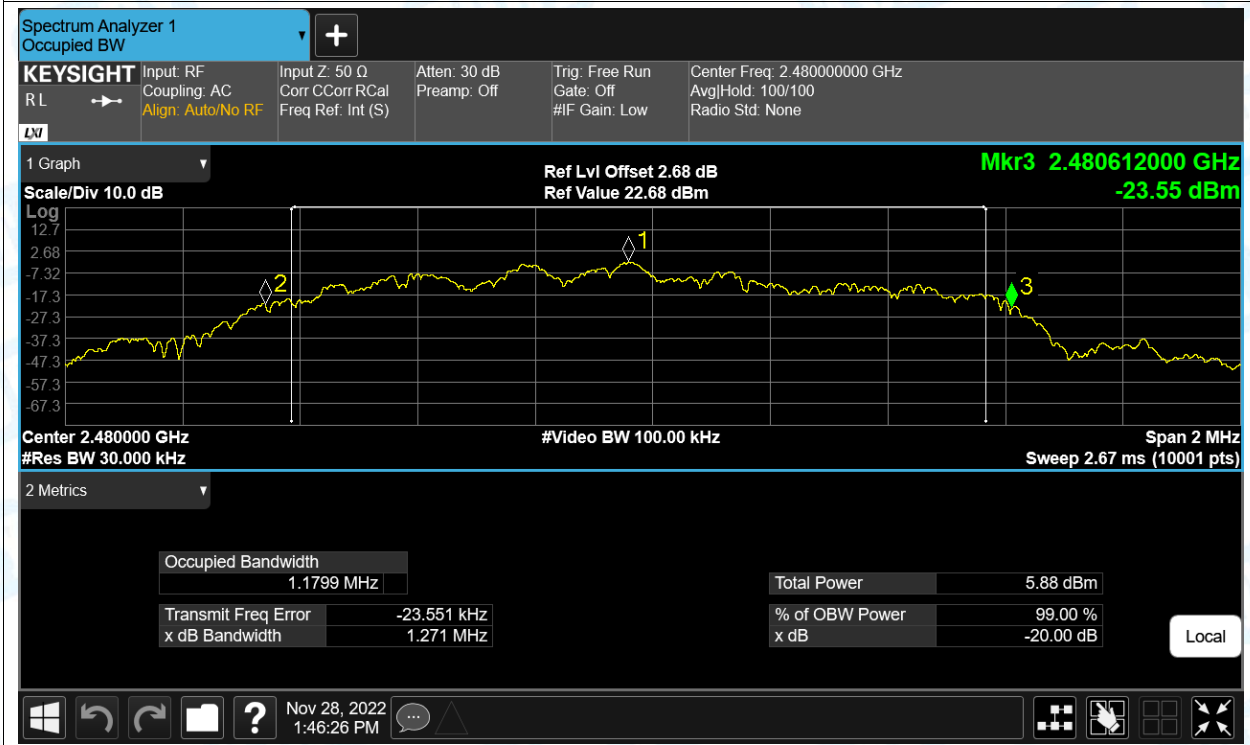 Spectrum Analyzer 1
Occupied BW
KEYSIGHT
R L
LXI
Input: RF
Coupling: AC
Align: Auto/No RF
Input Z: 50 Ω
Corr CCorr RCal
Freq Ref: Int (S)
Atten: 30 dB
Preamp: Off
Trig: Free Run
Gate: Off
#IF Gain: Low
Center Freq: 2.480000000 GHz
Avg|Hold: 100/100
Radio Std: None
1 Graph
Scale/Div 10.0 dB
Ref Lvl Offset 2.68 dB
Ref Value 22.68 dBm
Mkr3 2.480612000 GHz
-23.55 dBm
Log
12.7
2.68
-7.32
-17.3
-27.3
-37.3
-47.3
-57.3
-67.3
1
2
3
Center 2.480000 GHz
#Res BW 30.000 kHz
#Video BW 100.00 kHz
Span 2 MHz
Sweep 2.67 ms (10001 pts)
2 Metrics
Occupied Bandwidth
1.1799 MHz
Transmit Freq Error -23.551 kHz
x dB Bandwidth 1.271 MHz
Total Power 5.88 dBm
% of OBW Power 99.00 %
x dB -20.00 dB
Local
?
Nov 28, 2022
1:46:26 PM